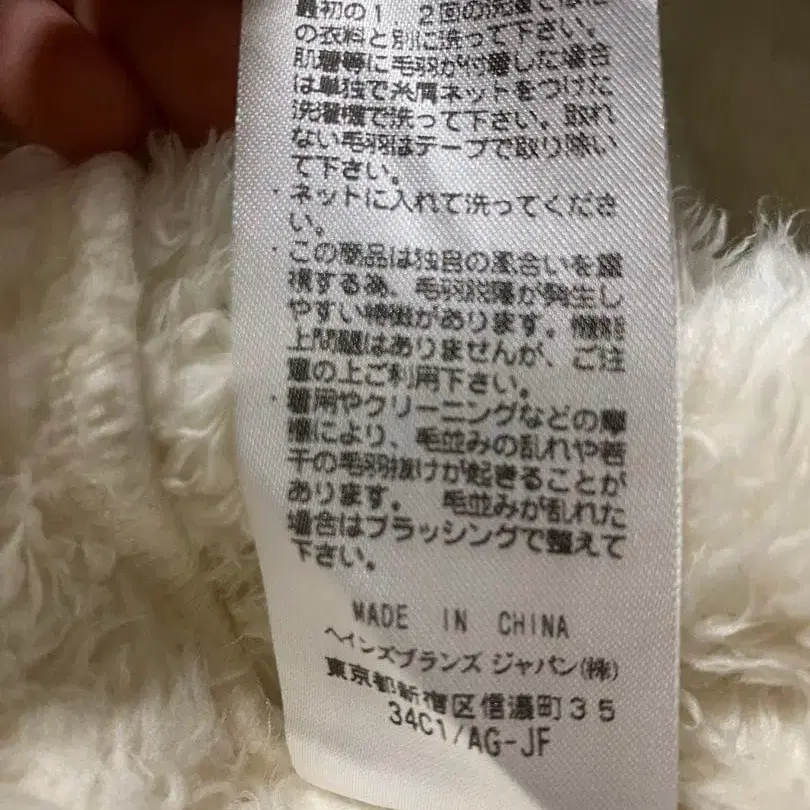 最初の1、2回の洗濯では他
の衣料と別に洗って下さい。
肌着等に毛羽が付着した場合
は単独で糸屑ネットをつけた
洗濯機で洗って下さい。取れ
ない毛羽はテープで取り除い
て下さい。
・ネットに入れて洗ってくださ
い。
・この商品は独自の風合いを重
視する為、毛羽脱落が発生し
やすい特徴があります。機能
上問題はありませんが、ご注
意の上ご利用下さい。
・着用やクリーニングなどの摩
擦により、毛並みの乱れや若
干の毛羽抜けが起きることが
あります。 毛並みが乱れた
場合はブラッシングで整えて
下さい。
MADE IN CHINA
ヘインズブランズ ジャパン(株)
東京都新宿区信濃町35
34C1/AG-JF